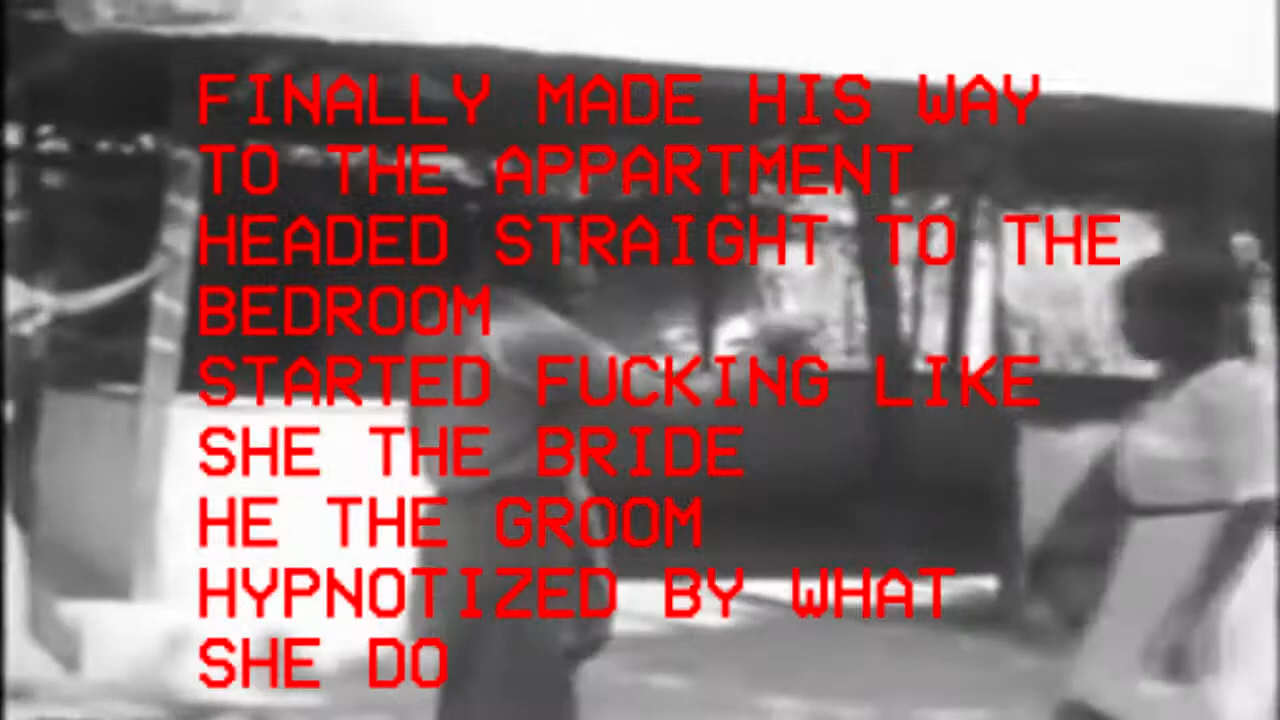 FINALLY MADE HIS WAY
TO THE APPARTMENT
HEADED STRAIGHT TO THE
BEDROOM
STARTED FUCKING LIKE
SHE THE BRIDE
HE THE GROOM
HYPNOTIZED BY WHAT
SHE DO